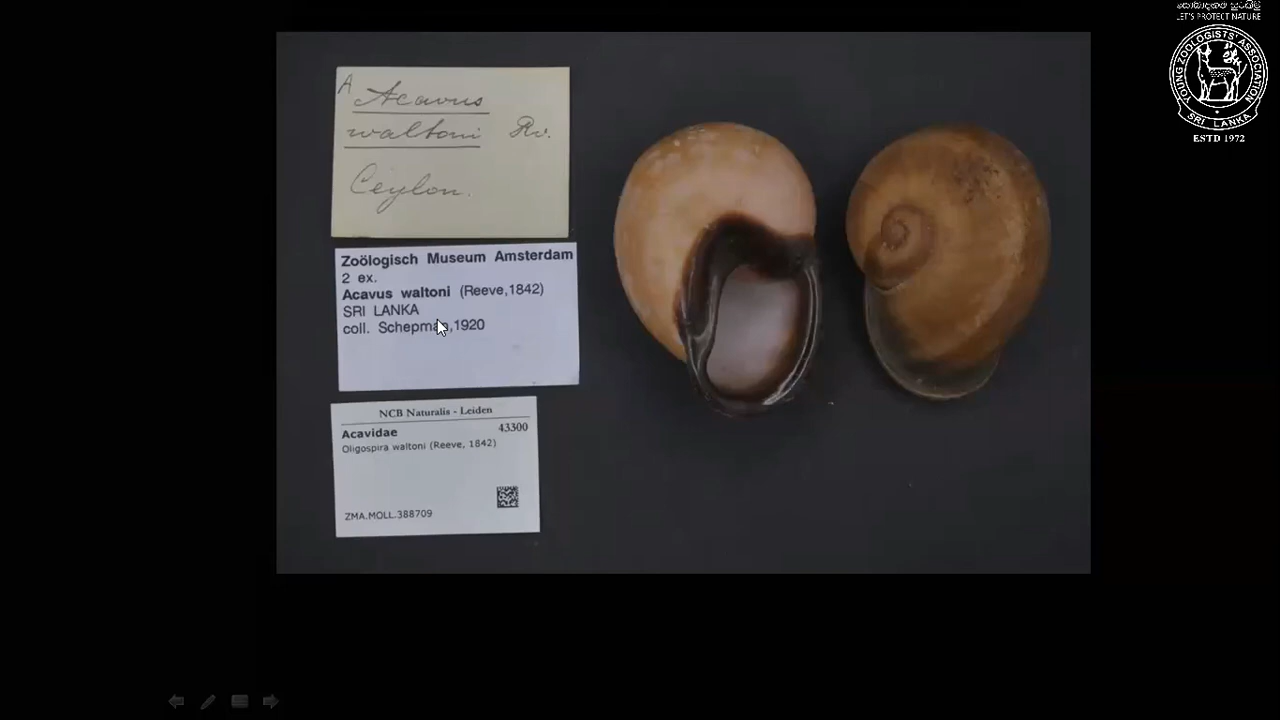 LET'S PROTECT NATURE
YOUNG ZOOLOGISTS' ASSOCIATION
SRI LANKA
ESTD 1972
A
Acavus
waltoni Rv.
Ceylon.
Zoölogisch Museum Amsterdam
2 ex.
Acavus waltoni (Reeve,1842)
SRI LANKA
coll. Schepman,1920
NCB Naturalis - Leiden
Acavidae 43300
Oligospira waltoni (Reeve, 1842)
ZMA.MOLL.388709